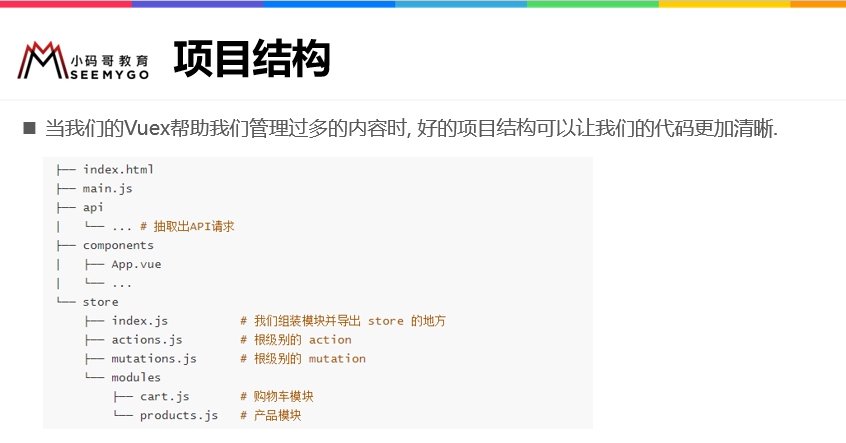 小码哥教育
SEEMYGO
项目结构
■ 当我们的Vuex帮助我们管理过多的内容时, 好的项目结构可以让我们的代码更加清晰.
├── index.html
├── main.js
├── api
│   └── ... # 抽取出API请求
├── components
│   ├── App.vue
│   └── ...
└── store
    ├── index.js          # 我们组装模块并导出 store 的地方
    ├── actions.js        # 根级别的 action
    ├── mutations.js      # 根级别的 mutation
    └── modules
        ├── cart.js       # 购物车模块
        └── products.js   # 产品模块